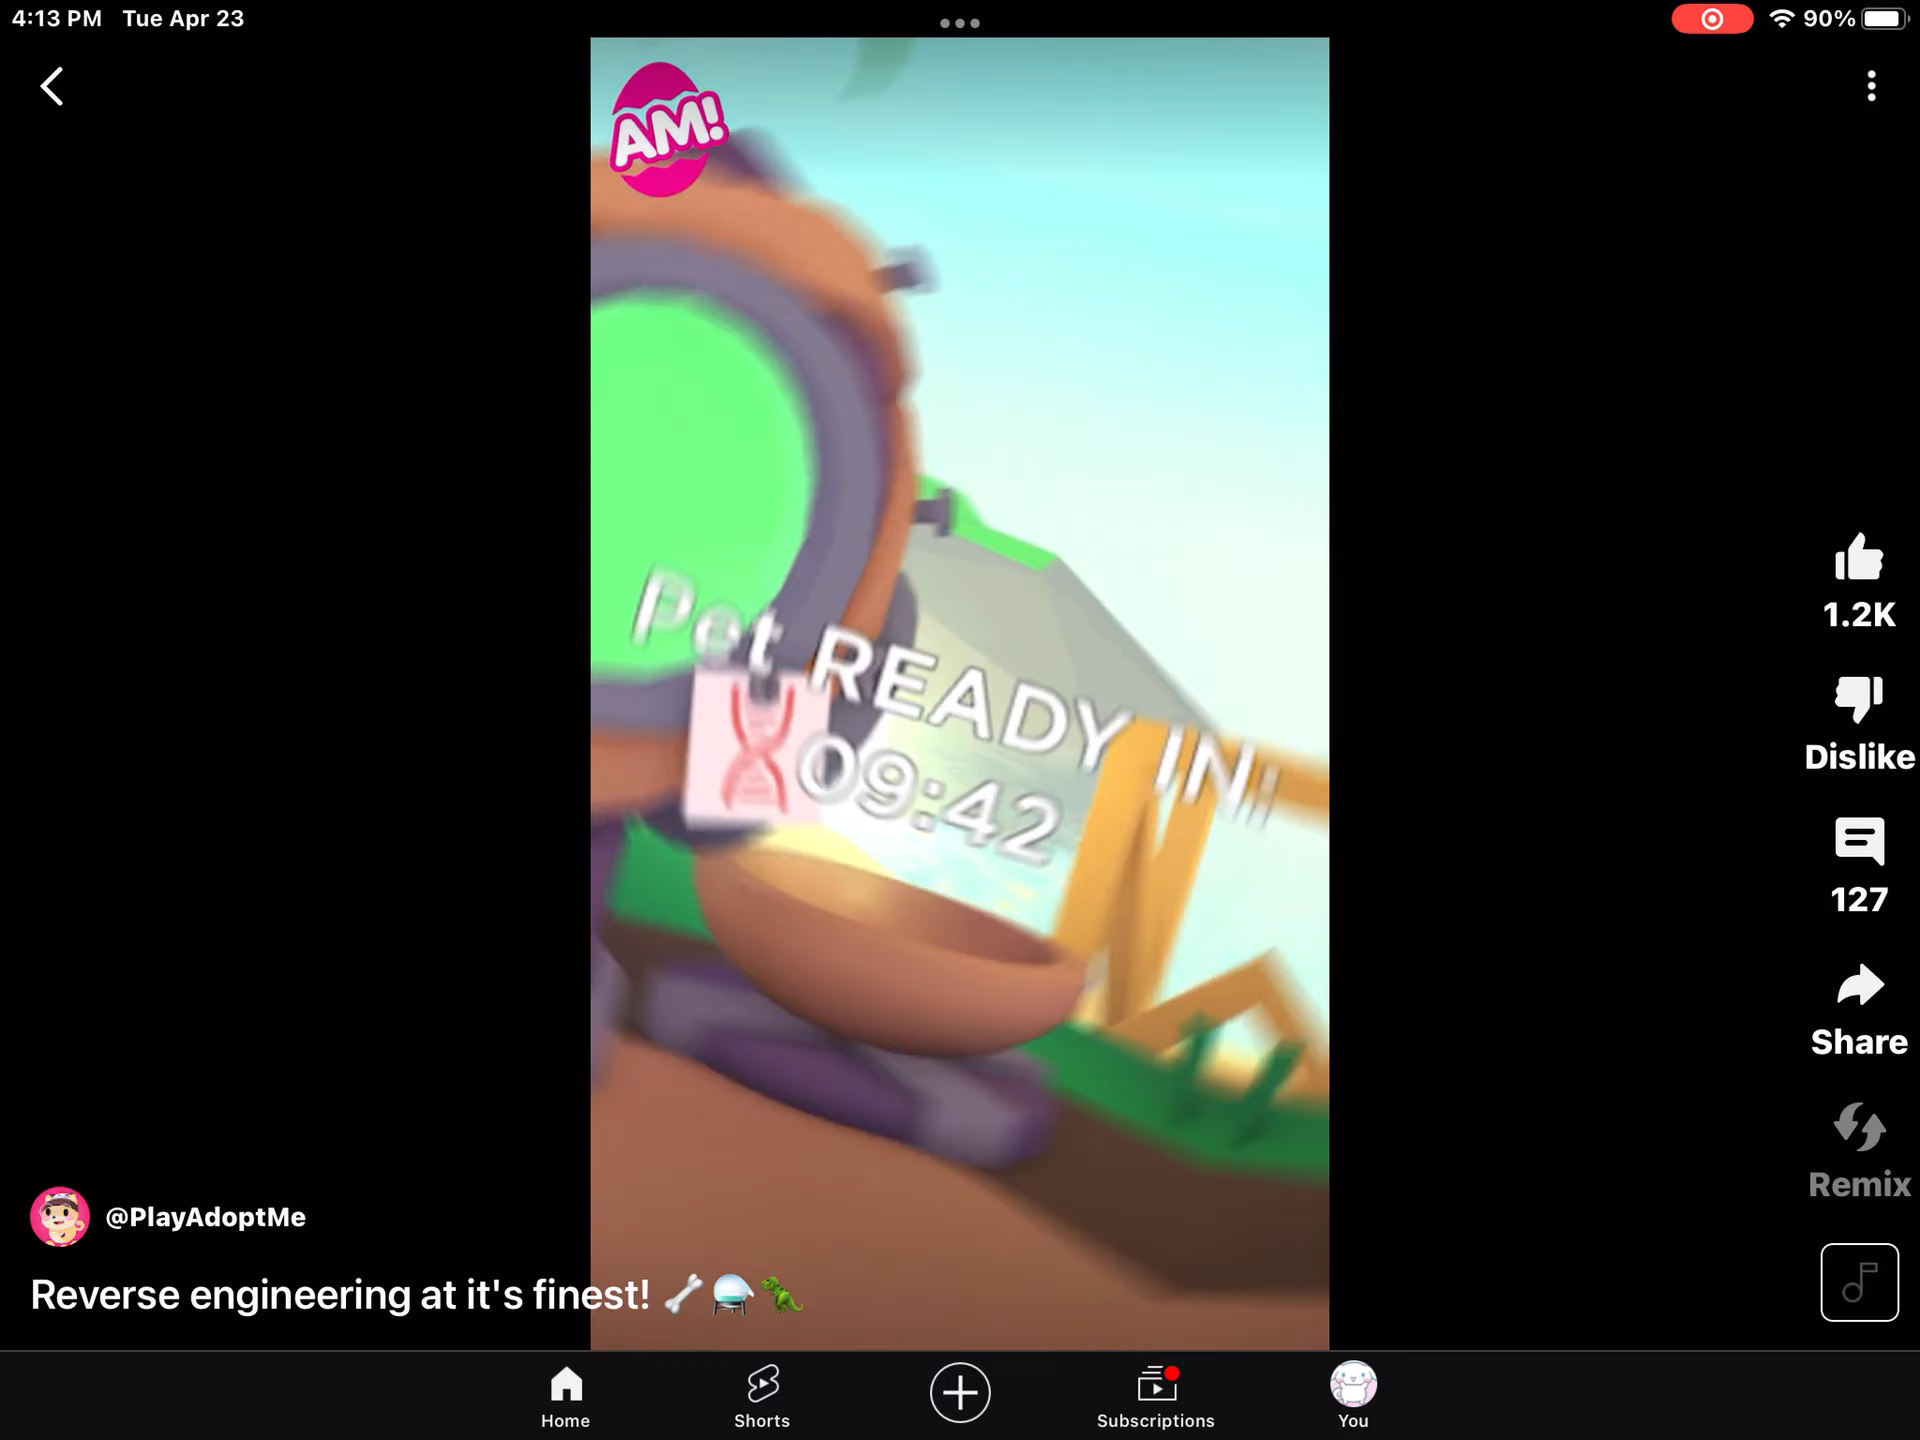 4:13 PM Tue Apr 23
90%
AM!
Pet READY IN:
09:42
1.2K
Dislike
127
Share
Remix
@PlayAdoptMe
Reverse engineering at it's finest! 🦴⚗️🦖
Home
Shorts
Subscriptions
You